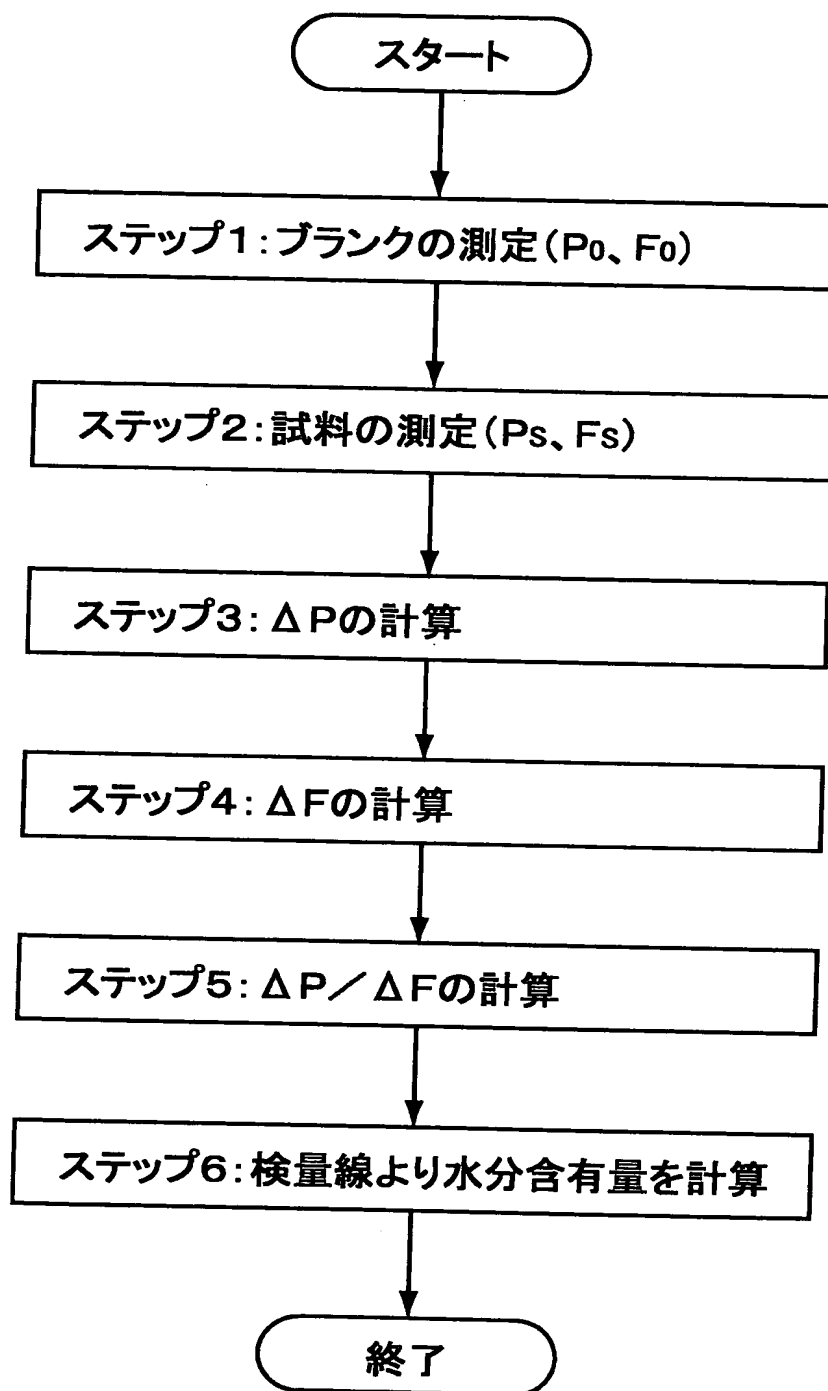 スタート
ステップ1:ブランクの測定(P0、F0)
ステップ2:試料の測定(Ps、Fs)
ステップ3:ΔPの計算
ステップ4:ΔFの計算
ステップ5:ΔP/ΔFの計算
ステップ6:検量線より水分含有量を計算
終了